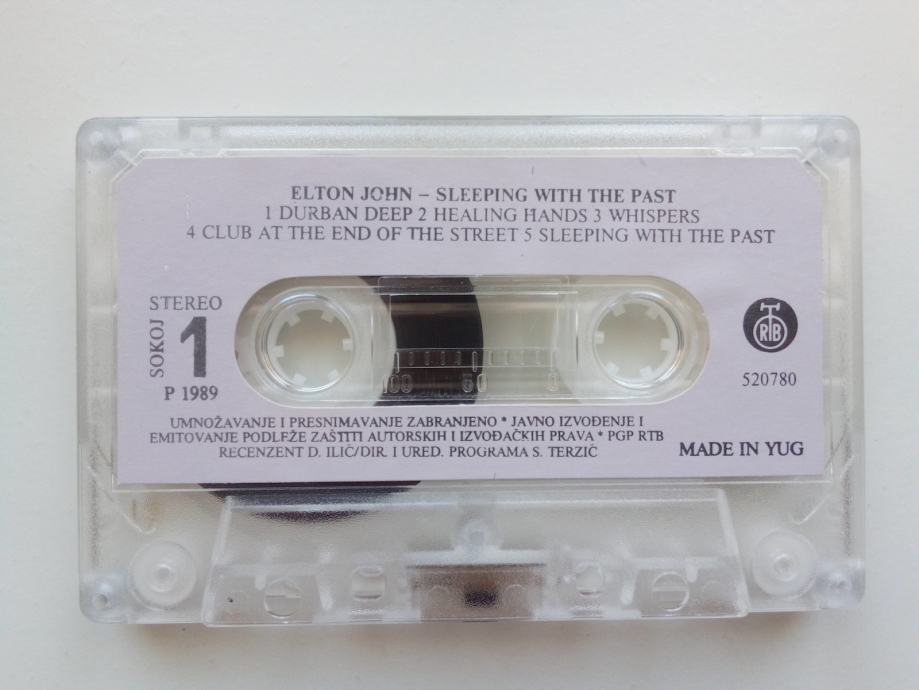 ELTON JOHN – SLEEPING WITH THE PAST
1 DURBAN DEEP 2 HEALING HANDS 3 WHISPERS
4 CLUB AT THE END OF THE STREET 5 SLEEPING WITH THE PAST
STEREO
SOKOJ
1
P 1989
100 50 0
RTB
520780
UMNOŽAVANJE I PRESNIMAVANJE ZABRANJENO * JAVNO IZVOĐENJE I
EMITOVANJE PODLEŽE ZAŠTITI AUTORSKIH I IZVOĐAČKIH PRAVA * PGP RTB
RECENZENT D. ILIĆ/DIR. I URED. PROGRAMA S. TERZIĆ
MADE IN YUG